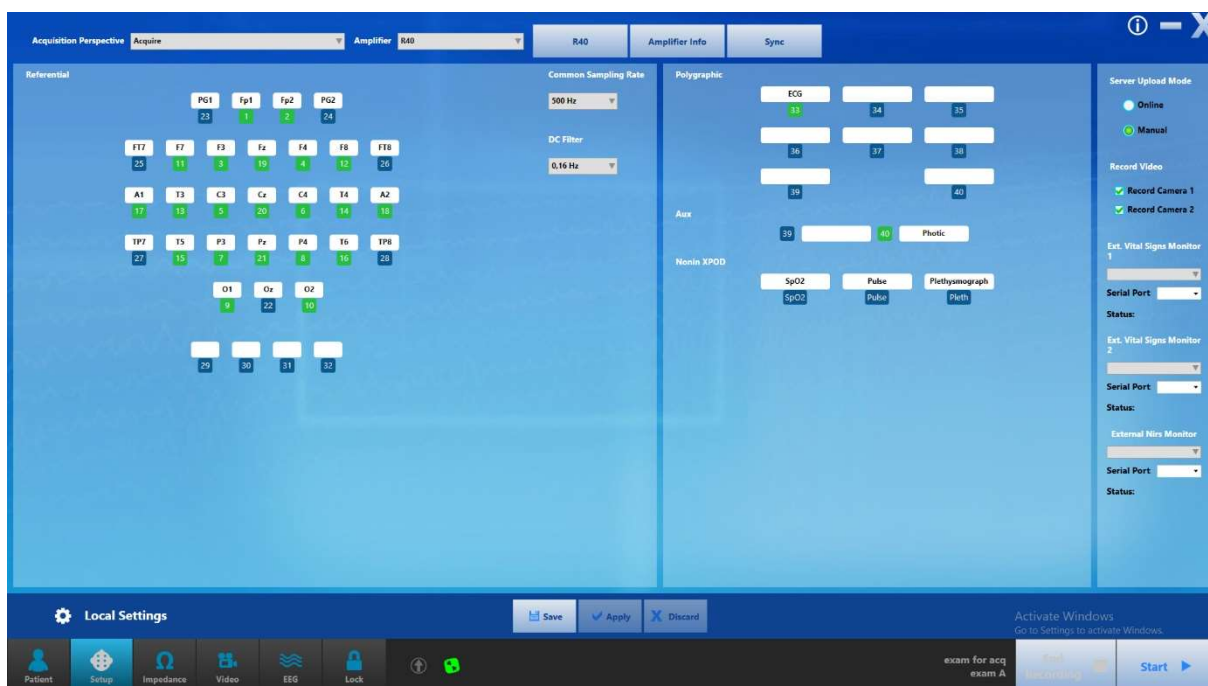 Acquisition Perspective Acquire Amplifier R40 R40 Amplifier Info Sync
Referential
PG1 Fp1 Fp2 PG2
23 1 2 24
FT7 F7 F3 Fz F4 F8 FT8
25 11 3 19 4 12 26
A1 T3 C3 Cz C4 T4 A2
17 13 5 20 6 14 18
TP7 T5 P3 Pz P4 T6 TP8
27 15 7 21 8 16 28
O1 Oz O2
9 22 10
29 30 31 32
Common Sampling Rate
500 Hz
DC Filter
0,16 Hz
Polygraphic
ECG
33 34 35
36 37 38
39 40
Aux
39 40 Photic
Nonin XPOD
SpO2 Pulse Plethysmograph
SpO2 Pulse Pleth
Server Upload Mode
Online
Manual
Record Video
Record Camera 1
Record Camera 2
Ext. Vital Signs Monitor
1
Serial Port
Status:
Ext. Vital Signs Monitor
2
Serial Port
Status:
External Nirs Monitor
Serial Port
Status:
Local Settings
Save Apply Discard
Activate Windows
Go to Settings to activate Windows.
Patient Setup Impedance Video EEG Lock
exam for acq
exam A
Start